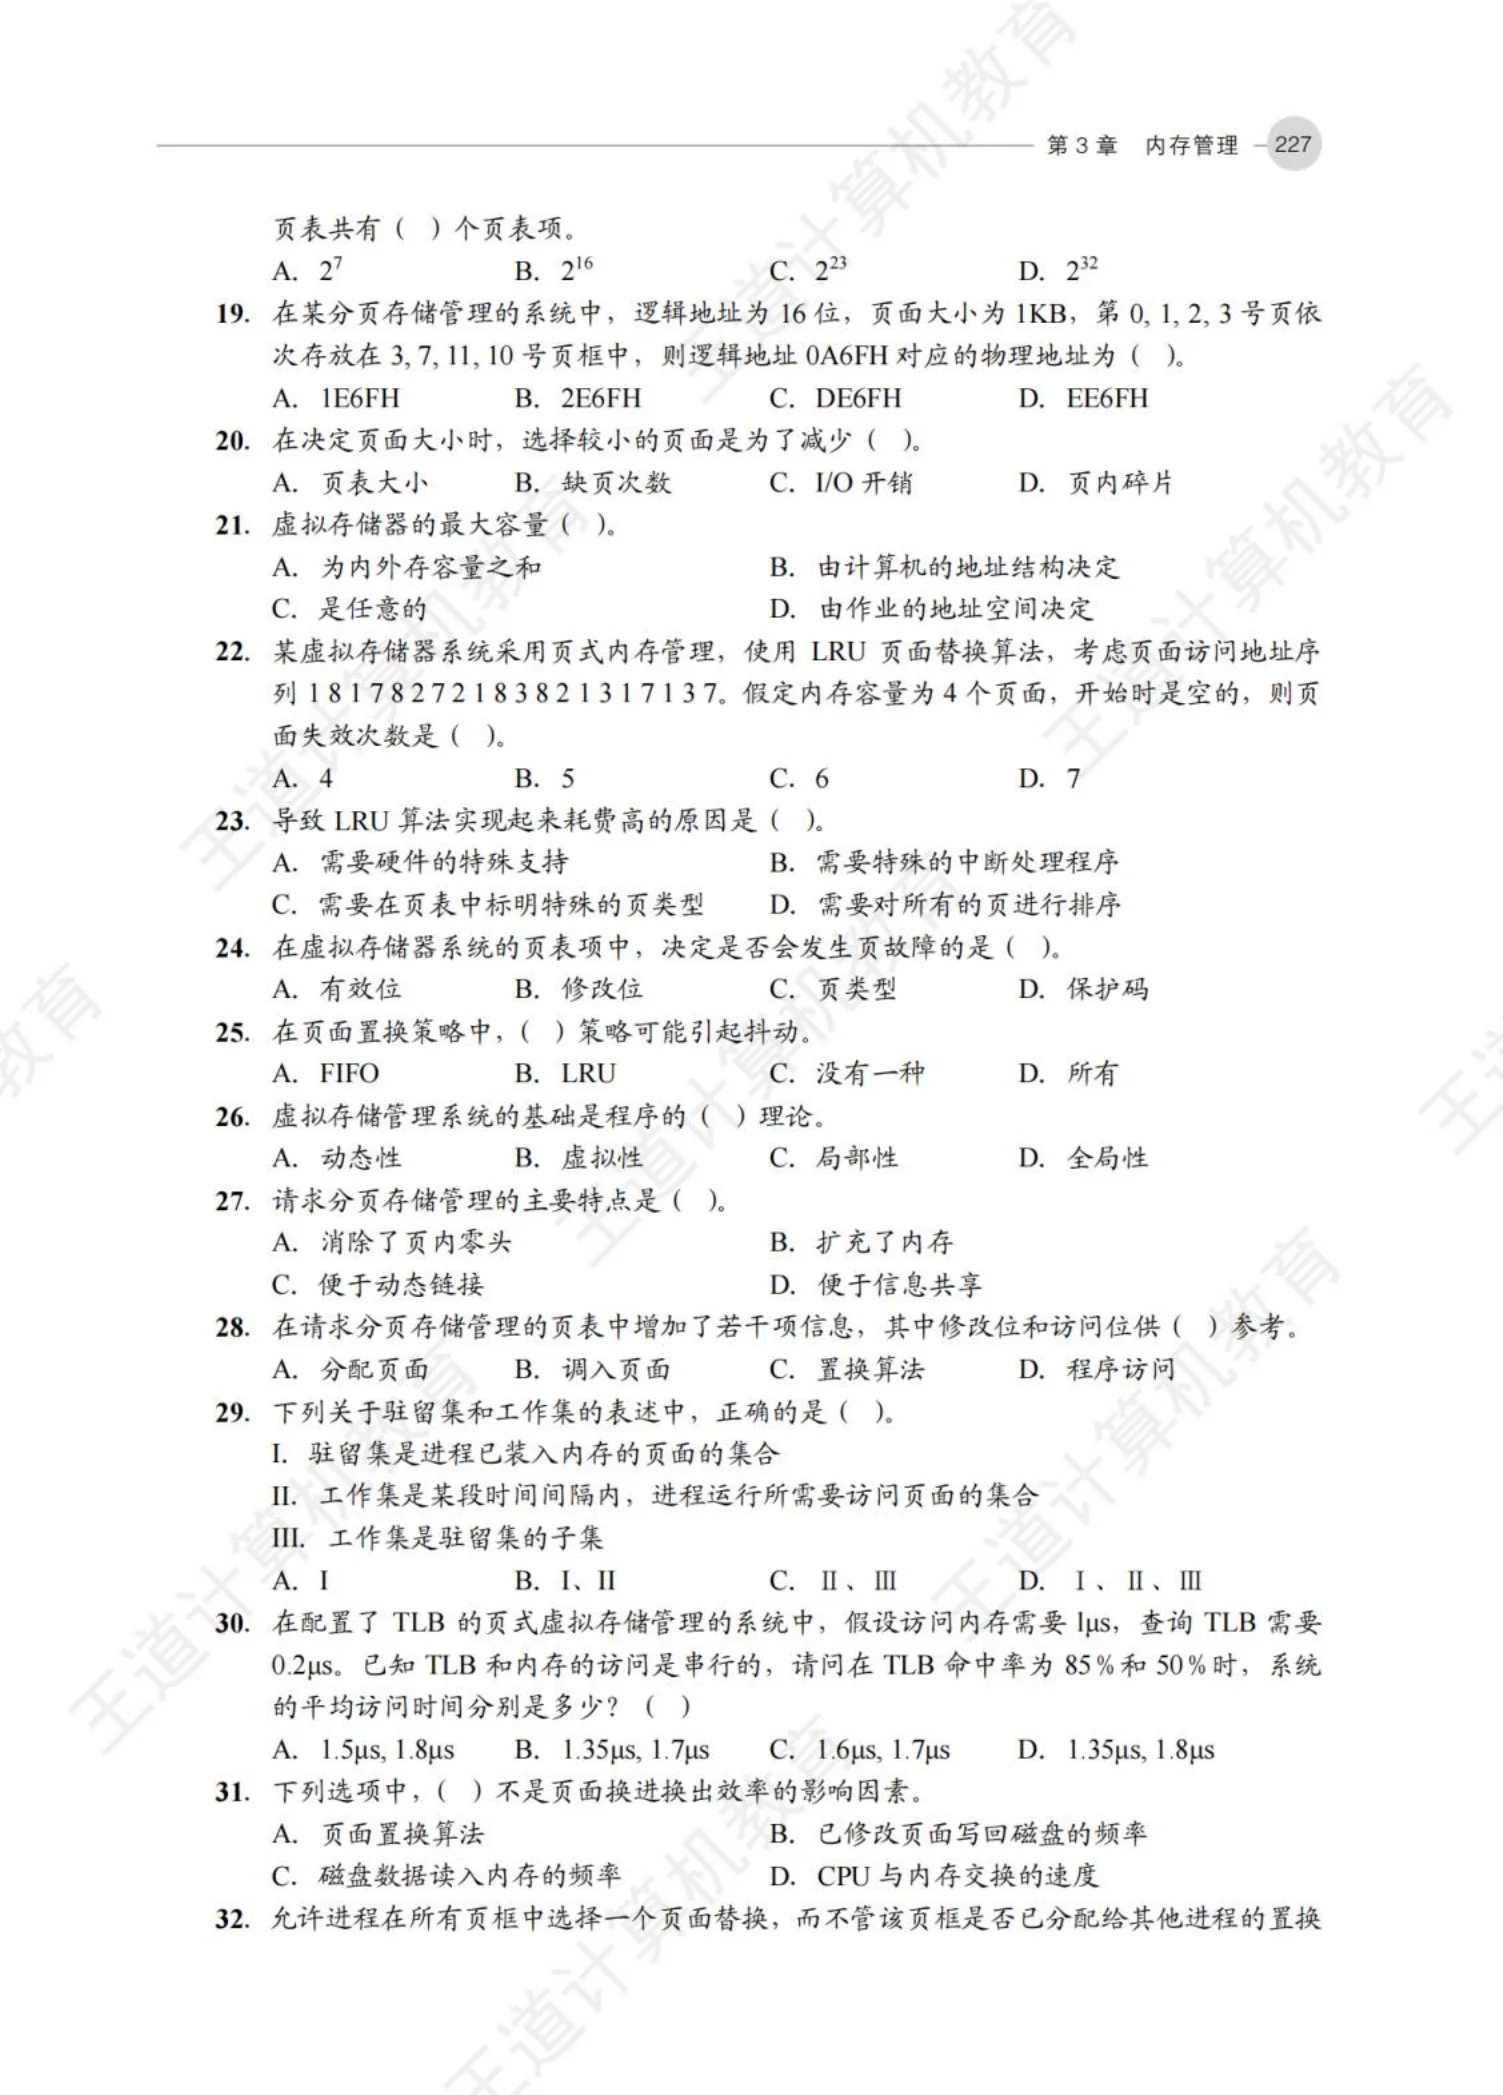 第 3 章　内存管理　227
页表共有（　）个页表项。
A. 2⁷　B. 2¹⁶　C. 2²³　D. 2³²
19. 在某分页存储管理的系统中，逻辑地址为 16 位，页面大小为 1KB，第 0, 1, 2, 3 号页依
次存放在 3, 7, 11, 10 号页框中，则逻辑地址 0A6FH 对应的物理地址为（　）。
A. 1E6FH　B. 2E6FH　C. DE6FH　D. EE6FH
20. 在决定页面大小时，选择较小的页面是为了减少（　）。
A. 页表大小　B. 缺页次数　C. I/O 开销　D. 页内碎片
21. 虚拟存储器的最大容量（　）。
A. 为内外存容量之和　B. 由计算机的地址结构决定
C. 是任意的　D. 由作业的地址空间决定
22. 某虚拟存储器系统采用页式内存管理，使用 LRU 页面替换算法，考虑页面访问地址序
列 1 8 1 7 8 2 7 2 1 8 3 8 2 1 3 1 7 1 3 7。假定内存容量为 4 个页面，开始时是空的，则页
面失效次数是（　）。
A. 4　B. 5　C. 6　D. 7
23. 导致 LRU 算法实现起来耗费高的原因是（　）。
A. 需要硬件的特殊支持　B. 需要特殊的中断处理程序
C. 需要在页表中标明特殊的页类型　D. 需要对所有的页进行排序
24. 在虚拟存储器系统的页表项中，决定是否会发生页故障的是（　）。
A. 有效位　B. 修改位　C. 页类型　D. 保护码
25. 在页面置换策略中，（　）策略可能引起抖动。
A. FIFO　B. LRU　C. 没有一种　D. 所有
26. 虚拟存储管理系统的基础是程序的（　）理论。
A. 动态性　B. 虚拟性　C. 局部性　D. 全局性
27. 请求分页存储管理的主要特点是（　）。
A. 消除了页内零头　B. 扩充了内存
C. 便于动态链接　D. 便于信息共享
28. 在请求分页存储管理的页表中增加了若干项信息，其中修改位和访问位供（　）参考。
A. 分配页面　B. 调入页面　C. 置换算法　D. 程序访问
29. 下列关于驻留集和工作集的表述中，正确的是（　）。
I. 驻留集是进程已装入内存的页面的集合
II. 工作集是某段时间间隔内，进程运行所需要访问页面的集合
III. 工作集是驻留集的子集
A. I　B. I、II　C. Ⅱ、Ⅲ　D. Ⅰ、Ⅱ、Ⅲ
30. 在配置了 TLB 的页式虚拟存储管理的系统中，假设访问内存需要 1μs，查询 TLB 需要
0.2μs。已知 TLB 和内存的访问是串行的，请问在 TLB 命中率为 85%和 50%时，系统
的平均访问时间分别是多少？（　）
A. 1.5μs, 1.8μs　B. 1.35μs, 1.7μs　C. 1.6μs, 1.7μs　D. 1.35μs, 1.8μs
31. 下列选项中，（　）不是页面换进换出效率的影响因素。
A. 页面置换算法　B. 已修改页面写回磁盘的频率
C. 磁盘数据读入内存的频率　D. CPU 与内存交换的速度
32. 允许进程在所有页框中选择一个页面替换，而不管该页框是否已分配给其他进程的置换